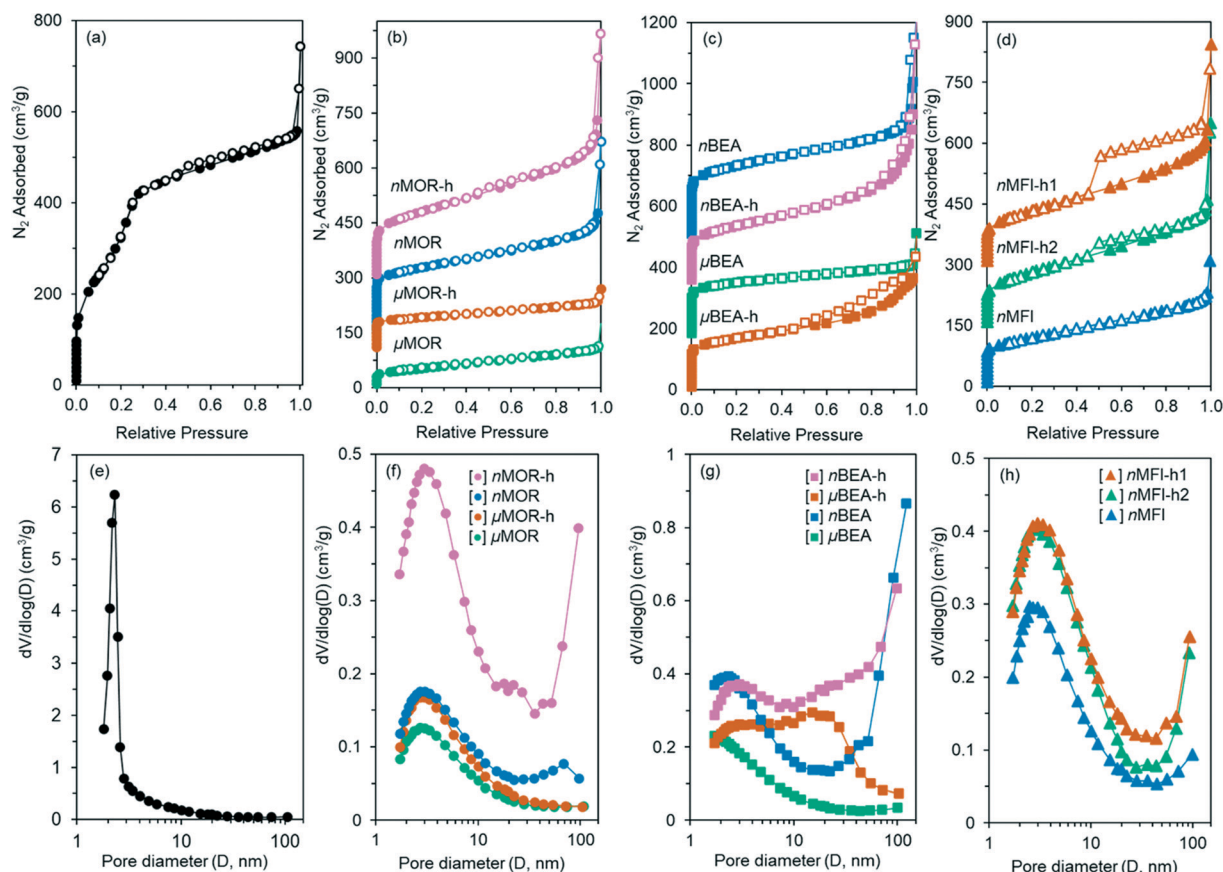 (a)
N₂ Adsorbed (cm³/g)
800
600
400
200
0
0.0 0.2 0.4 0.6 0.8 1.0
Relative Pressure
(b)
N₂ Adsorbed (cm³/g)
900
750
600
450
300
150
0
nMOR-h
nMOR
µMOR-h
µMOR
0.0 0.2 0.4 0.6 0.8 1.0
Relative Pressure
(c)
N₂ Adsorbed (cm³/g)
1200
1000
800
600
400
200
0
nBEA
nBEA-h
µBEA
µBEA-h
0.0 0.2 0.4 0.6 0.8 1.0
Relative Pressure
(d)
N₂ Adsorbed (cm³/g)
900
750
600
450
300
150
0
nMFI-h1
nMFI-h2
nMFI
0.0 0.2 0.4 0.6 0.8 1.0
Relative Pressure
(e)
dV/dlog(D) (cm³/g)
7
6
5
4
3
2
1
0
1 10 100
Pore diameter (D, nm)
(f)
dV/dlog(D) (cm³/g)
0.5
0.4
0.3
0.2
0.1
0
[ ] nMOR-h
[ ] nMOR
[ ] µMOR-h
[ ] µMOR
1 10 100
Pore diameter (D, nm)
(g)
dV/dlog(D) (cm³/g)
1
0.8
0.6
0.4
0.2
0
[ ] nBEA-h
[ ] µBEA-h
[ ] nBEA
[ ] µBEA
1 10 100
Pore diameter (D, nm)
(h)
dV/dlog(D) (cm³/g)
0.5
0.4
0.3
0.2
0.1
0.0
[ ] nMFI-h1
[ ] nMFI-h2
[ ] nMFI
1 10 100
Pore diameter (D, nm)